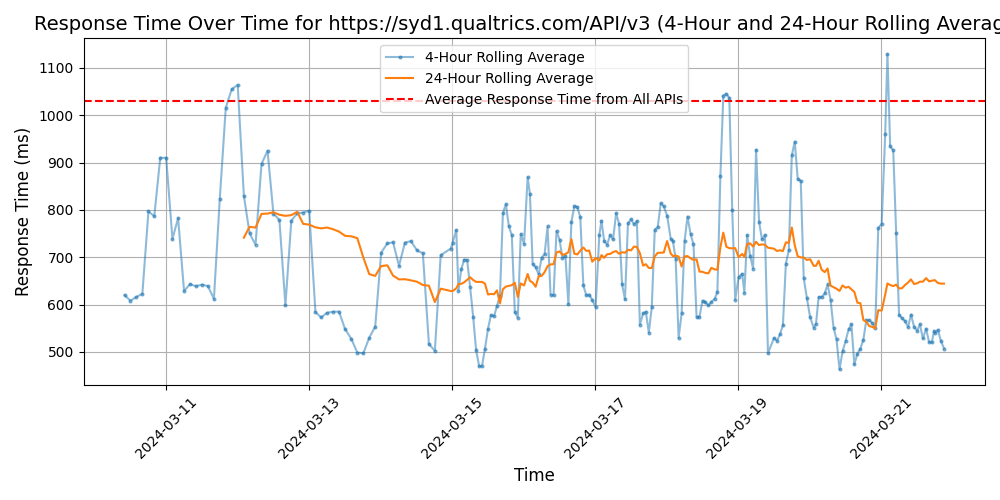 Response Time Over Time for https://syd1.qualtrics.com/API/v3 (4-Hour and 24-Hour Rolling Averag
4-Hour Rolling Average
24-Hour Rolling Average
Average Response Time from All APIs
Response Time (ms)
1100
1000
900
800
700
600
500
2024-03-11
2024-03-13
2024-03-15
2024-03-17
2024-03-19
2024-03-21
Time